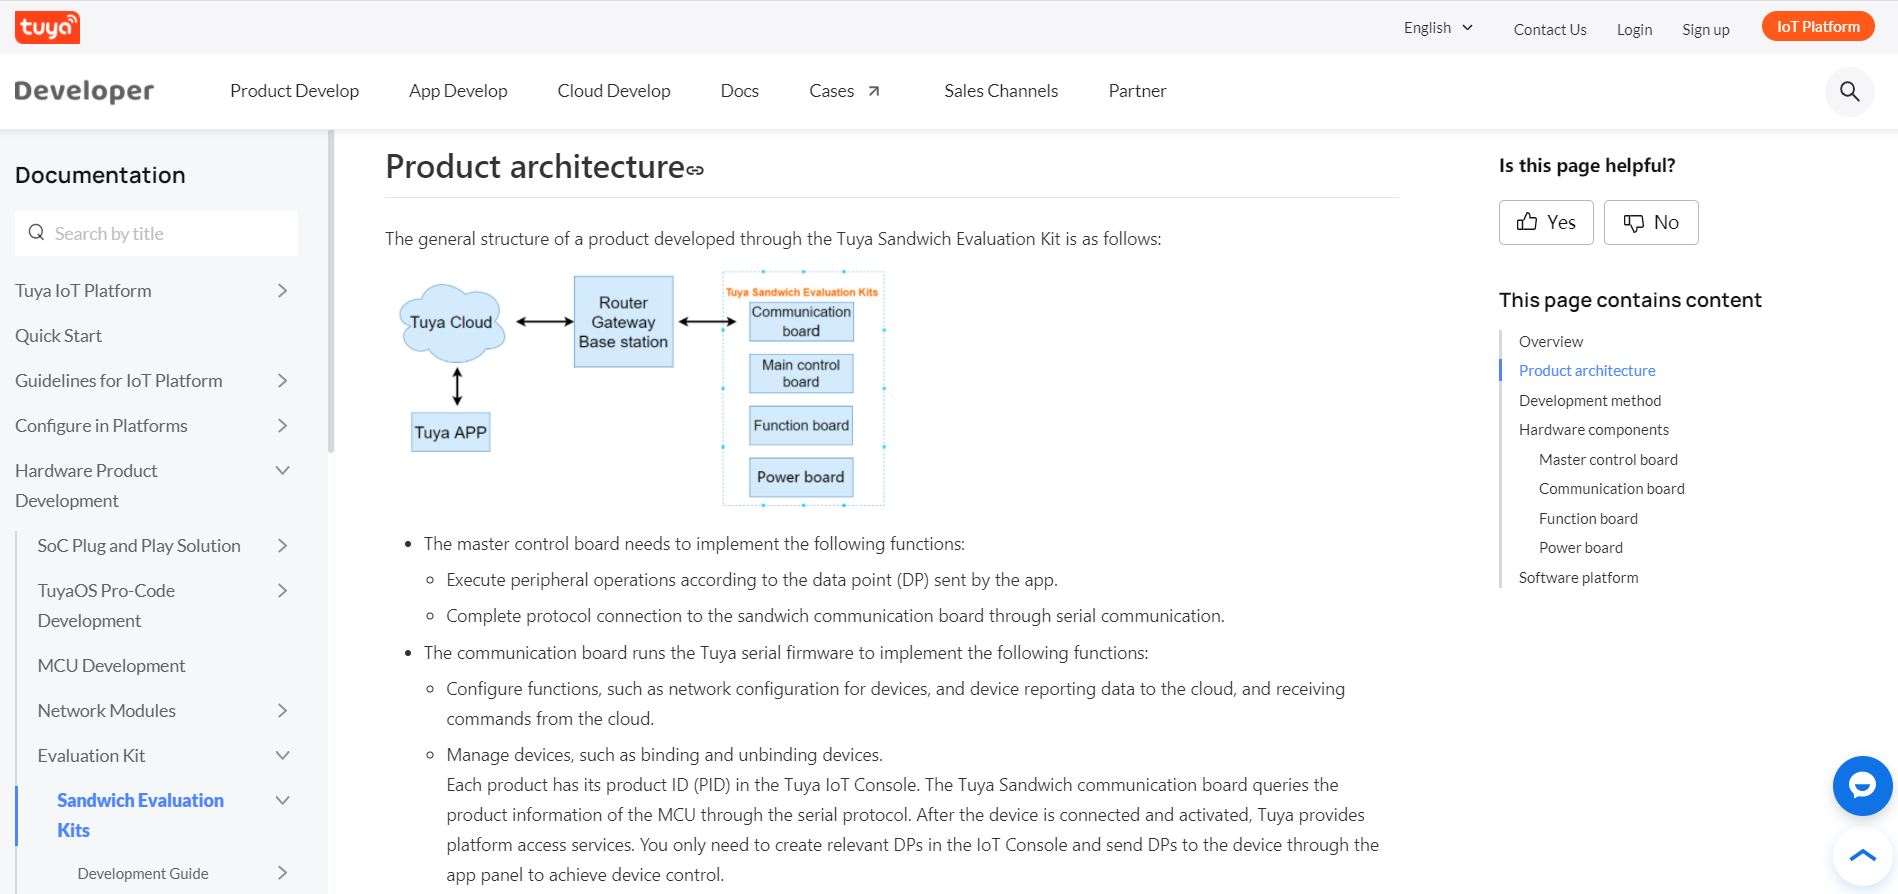 tuya
English
Contact Us
Login
Sign up
IoT Platform
Developer
Product Develop
App Develop
Cloud Develop
Docs
Cases
Sales Channels
Partner
Documentation
Search by title
Tuya IoT Platform
Quick Start
Guidelines for IoT Platform
Configure in Platforms
Hardware Product
Development
SoC Plug and Play Solution
TuyaOS Pro-Code
Development
MCU Development
Network Modules
Evaluation Kit
Sandwich Evaluation
Kits
Development Guide
Product architecture
The general structure of a product developed through the Tuya Sandwich Evaluation Kit is as follows:
Tuya Cloud
Tuya APP
Router
Gateway
Base station
Tuya Sandwich Evaluation Kits
Communication
board
Main control
board
Function board
Power board
The master control board needs to implement the following functions:
Execute peripheral operations according to the data point (DP) sent by the app.
Complete protocol connection to the sandwich communication board through serial communication.
The communication board runs the Tuya serial firmware to implement the following functions:
Configure functions, such as network configuration for devices, and device reporting data to the cloud, and receiving
commands from the cloud.
Manage devices, such as binding and unbinding devices.
Each product has its product ID (PID) in the Tuya IoT Console. The Tuya Sandwich communication board queries the
product information of the MCU through the serial protocol. After the device is connected and activated, Tuya provides
platform access services. You only need to create relevant DPs in the IoT Console and send DPs to the device through the
app panel to achieve device control.
Is this page helpful?
Yes
No
This page contains content
Overview
Product architecture
Development method
Hardware components
Master control board
Communication board
Function board
Power board
Software platform